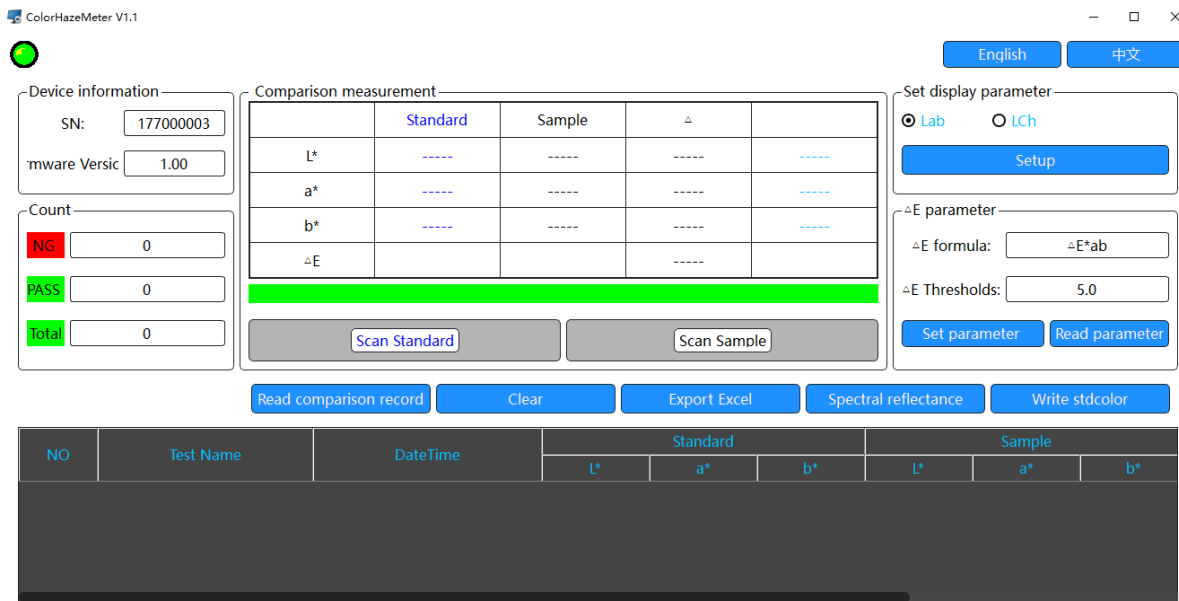 ColorHazeMeter V1.1
English 中文
Device information
SN: 177000003
rmware Versic 1.00
Count
NG 0
PASS 0
Total 0
Comparison measurement
Standard Sample △
L* ----- ----- ----- -----
a* ----- ----- ----- -----
b* ----- ----- ----- -----
△E -----
Scan Standard Scan Sample
Set display parameter
Lab LCh
Setup
△E parameter
△E formula: △E*ab
△E Thresholds: 5.0
Set parameter Read parameter
Read comparison record Clear Export Excel Spectral reflectance Write stdcolor
NO Test Name DateTime Standard Sample
L* a* b* L* a* b*